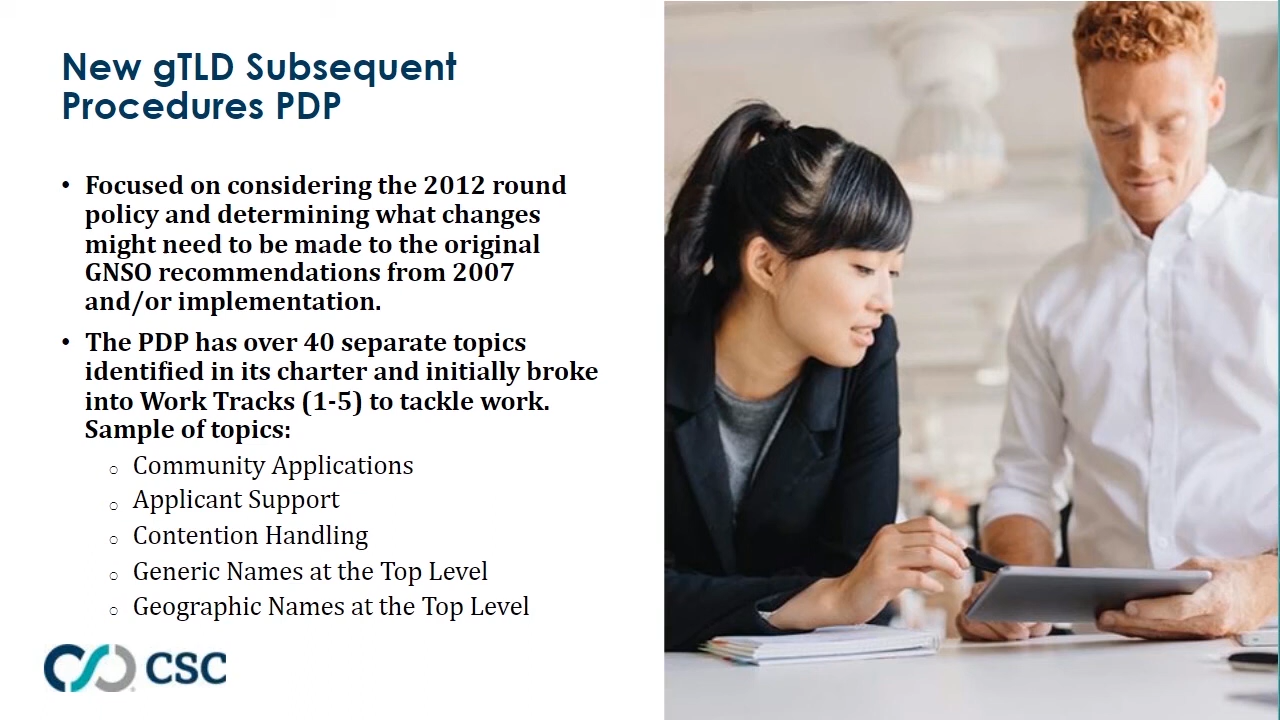 New gTLD Subsequent
Procedures PDP
• Focused on considering the 2012 round
policy and determining what changes
might need to be made to the original
GNSO recommendations from 2007
and/or implementation.
• The PDP has over 40 separate topics
identified in its charter and initially broke
into Work Tracks (1-5) to tackle work.
Sample of topics:
○ Community Applications
○ Applicant Support
○ Contention Handling
○ Generic Names at the Top Level
○ Geographic Names at the Top Level
CSC